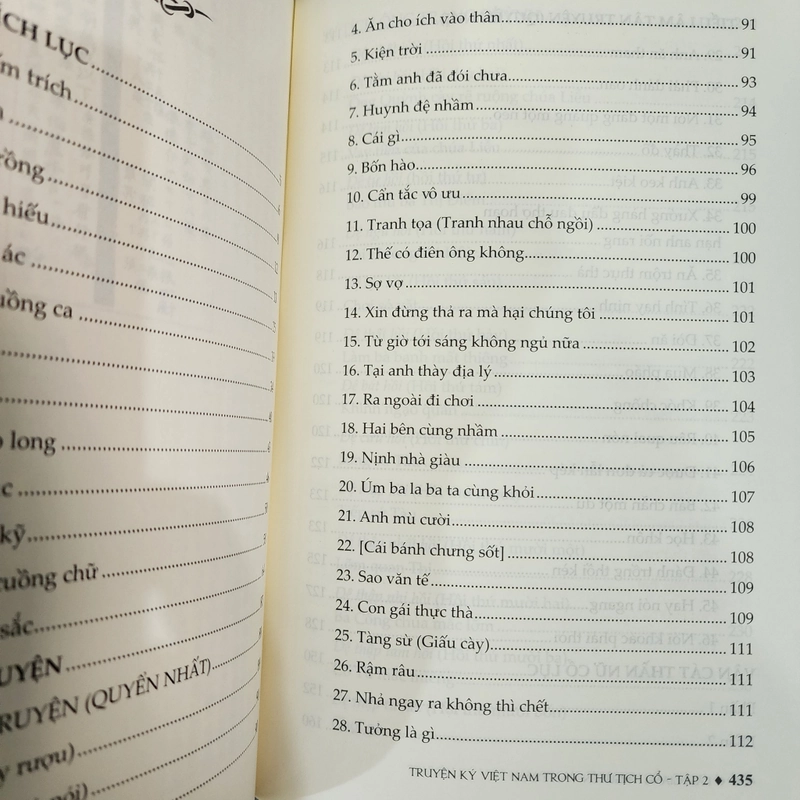 ÍCH LỤC
trích
hiếu
ác
ca
long
kỹ
chữ
sắc
RUYỆN (QUYỂN NHẤT)
rượu)
4. Ăn cho ích vào thân 91
5. Kiện trời 91
6. Tằm anh đã đói chưa 93
7. Huynh đệ nhầm 94
8. Cái gì 95
9. Bốn hào 96
10. Cẩn tắc vô ưu 99
11. Tranh tọa (Tranh nhau chỗ ngồi) 100
12. Thế có điên ông không 100
13. Sợ vợ 101
14. Xin đừng thả ra mà hại chúng tôi 101
15. Từ giờ tới sáng không ngủ nữa 102
16. Tại anh thày địa lý 103
17. Ra ngoài đi chơi 104
18. Hai bên cùng nhầm 105
19. Nịnh nhà giàu 106
20. Úm ba la ba ta cùng khỏi 107
21. Anh mù cười 108
22. [Cái bánh chưng sốt] 108
23. Sao văn tế 109
24. Con gái thực thà 109
25. Tàng sừ (Giấu cày) 111
26. Rậm râu 111
27. Nhả ngay ra không thì chết 111
28. Tưởng là gì 112
TRUYỆN KÝ VIỆT NAM TRONG THƯ TỊCH CỔ - TẬP 2 ◆ 435